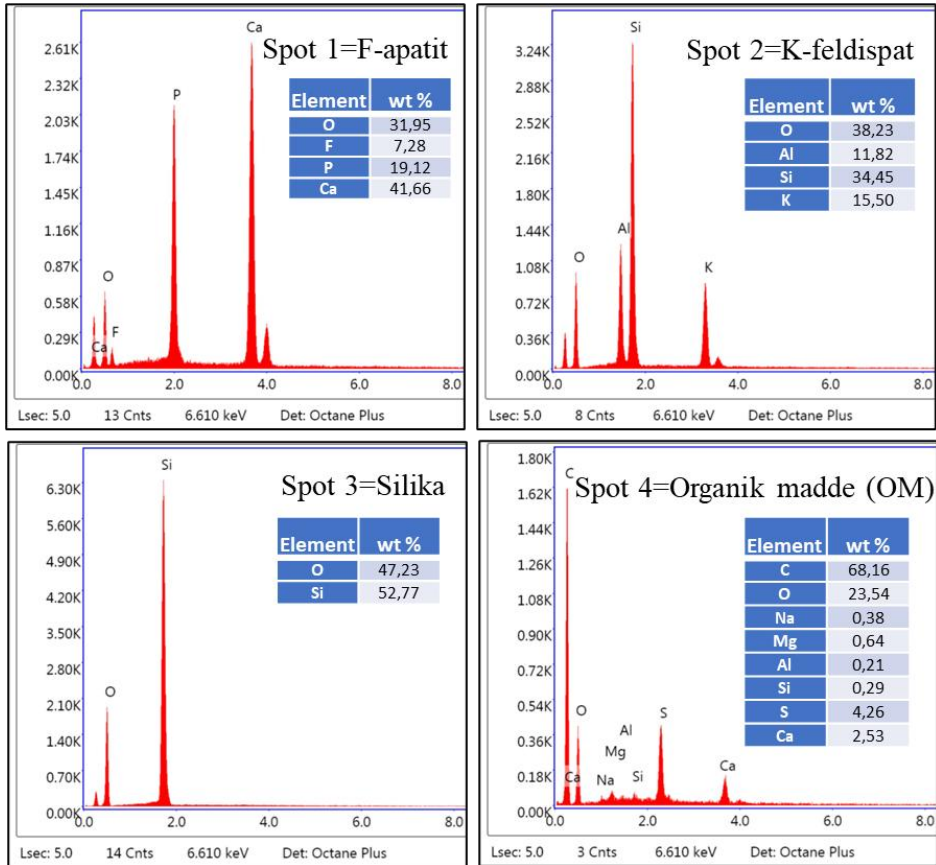 Spot 1=F-apatit
Ca
P
O
F
Ca
2.61K
2.32K
2.03K
1.74K
1.45K
1.16K
0.87K
0.58K
0.29K
0.00K
0.0 2.0 4.0 6.0 8.0
Element wt %
O 31,95
F 7,28
P 19,12
Ca 41,66
Lsec: 5.0 13 Cnts 6.610 keV Det: Octane Plus
Spot 2=K-feldispat
Si
Al
O
K
3.24K
2.88K
2.52K
2.16K
1.80K
1.44K
1.08K
0.72K
0.36K
0.00K
0.0 2.0 4.0 6.0 8.0
Element wt %
O 38,23
Al 11,82
Si 34,45
K 15,50
Lsec: 5.0 8 Cnts 6.610 keV Det: Octane Plus
Spot 3=Silika
Si
O
6.30K
5.60K
4.90K
4.20K
3.50K
2.80K
2.10K
1.40K
0.70K
0.00K
0.0 2.0 4.0 6.0 8.0
Element wt %
O 47,23
Si 52,77
Lsec: 5.0 14 Cnts 6.610 keV Det: Octane Plus
Spot 4=Organik madde (OM)
C
O
Ca
Na
Mg
Al
Si
S
Ca
1.80K
1.62K
1.44K
1.26K
1.08K
0.90K
0.72K
0.54K
0.36K
0.18K
0.00K
0.0 2.0 4.0 6.0 8.0
Element wt %
C 68,16
O 23,54
Na 0,38
Mg 0,64
Al 0,21
Si 0,29
S 4,26
Ca 2,53
Lsec: 5.0 3 Cnts 6.610 keV Det: Octane Plus